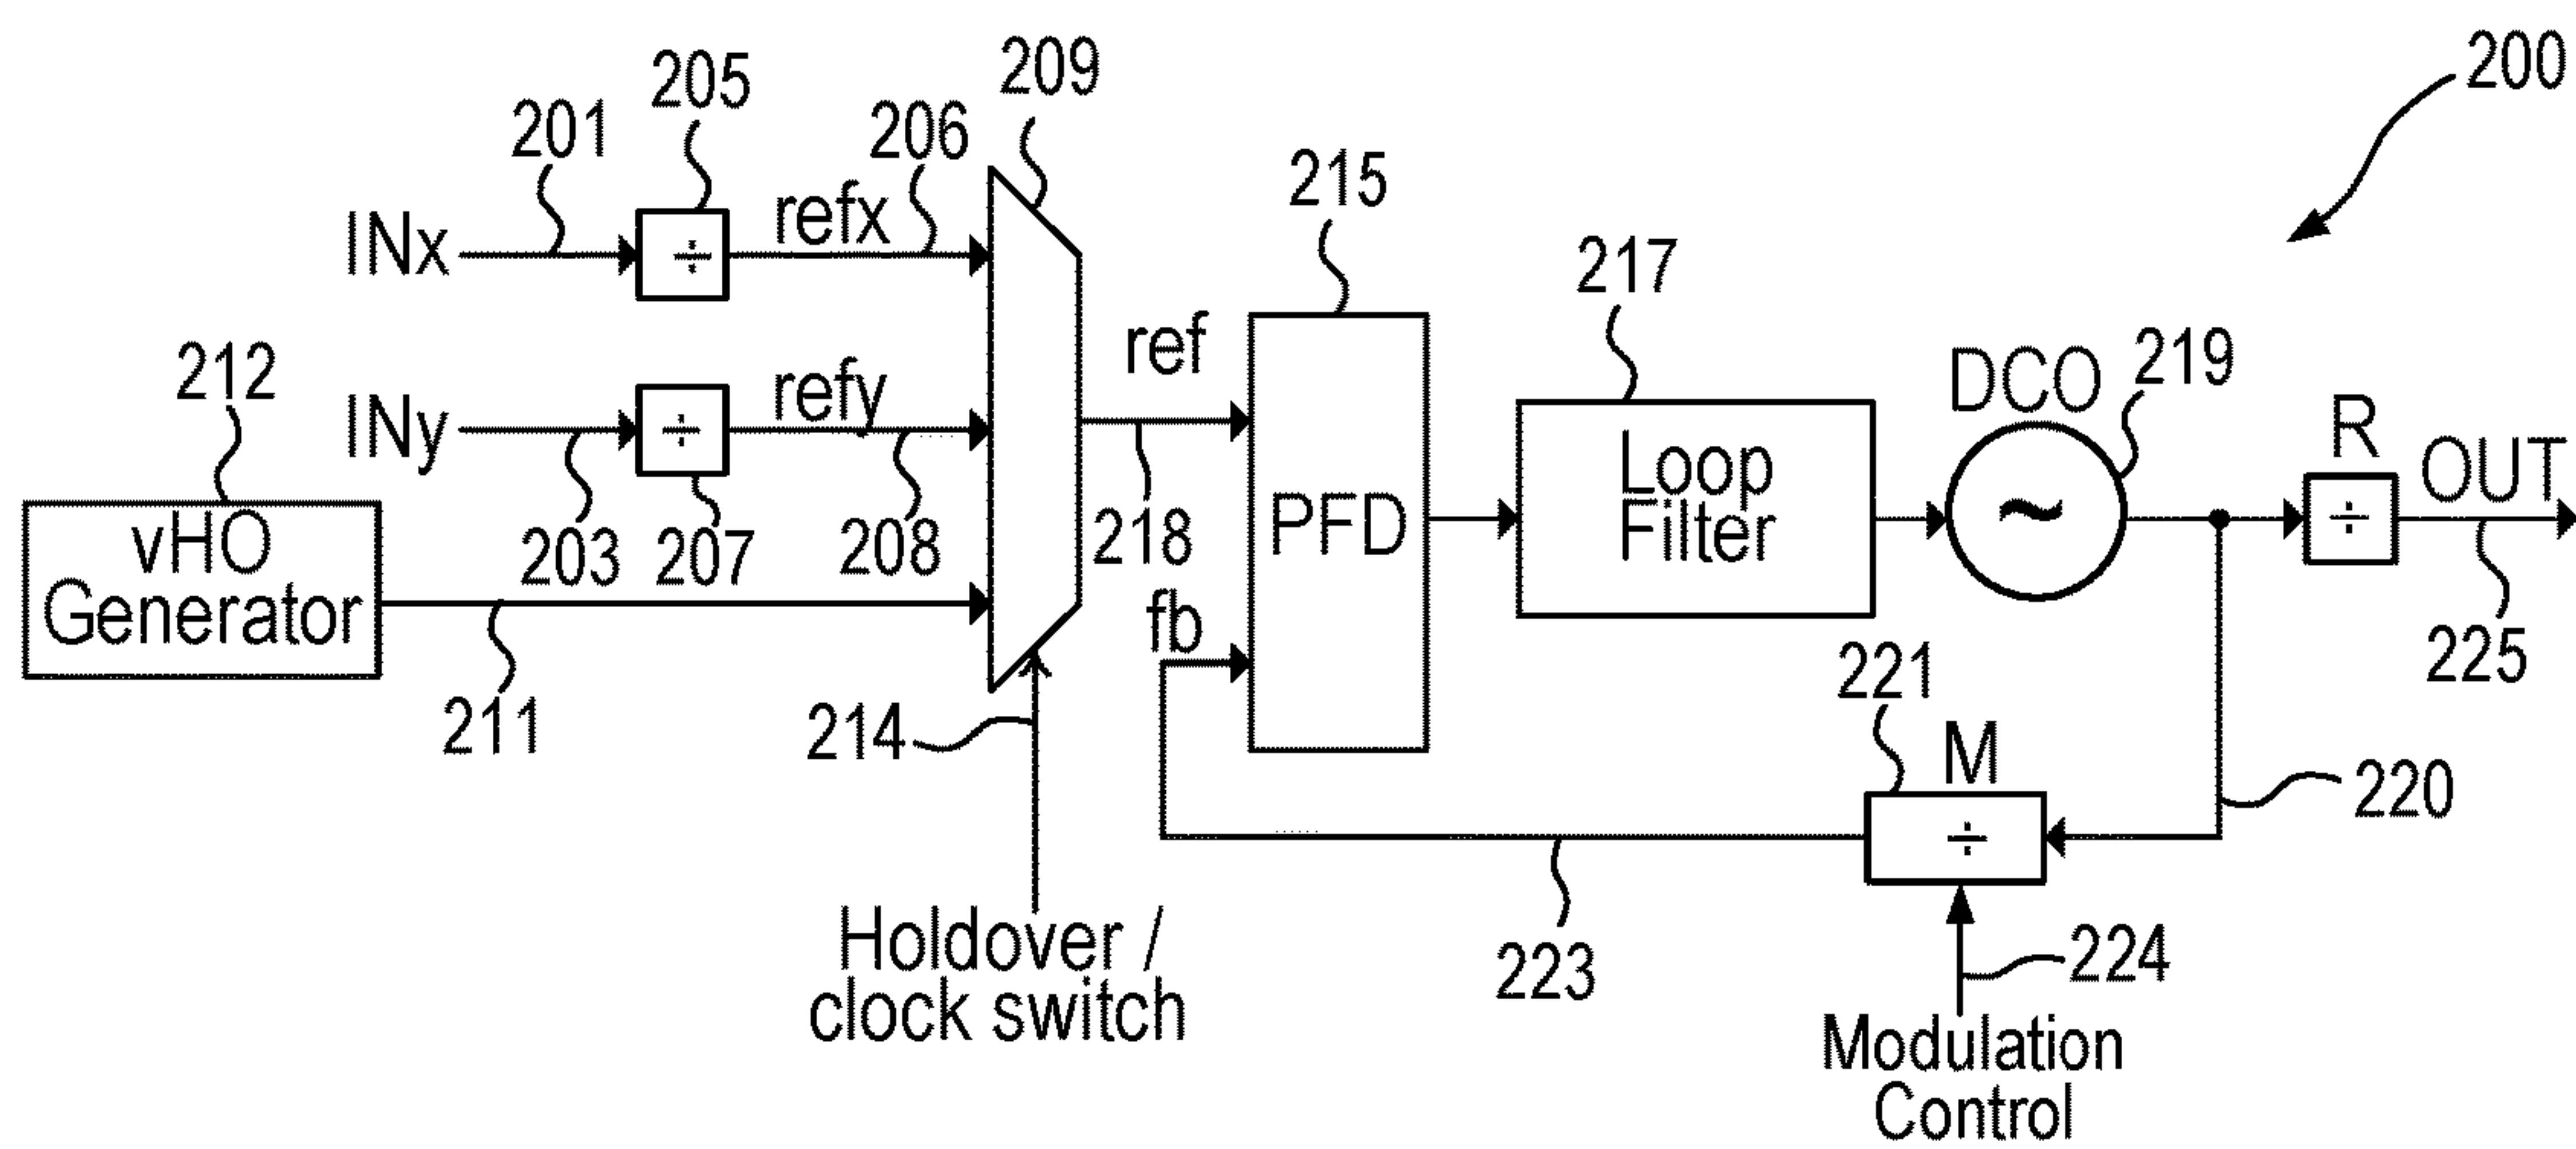 200
209
205
201
206
215
refx
INx
217
ref
212
219
DCO
refy
INy
R
OUT
Loop
Filter
÷
÷
÷
vHO
Generator
PFD
~
203
207
208
218
fb
225
221
211
214
M
220
÷
Holdover /
clock switch
223
224
Modulation
Control